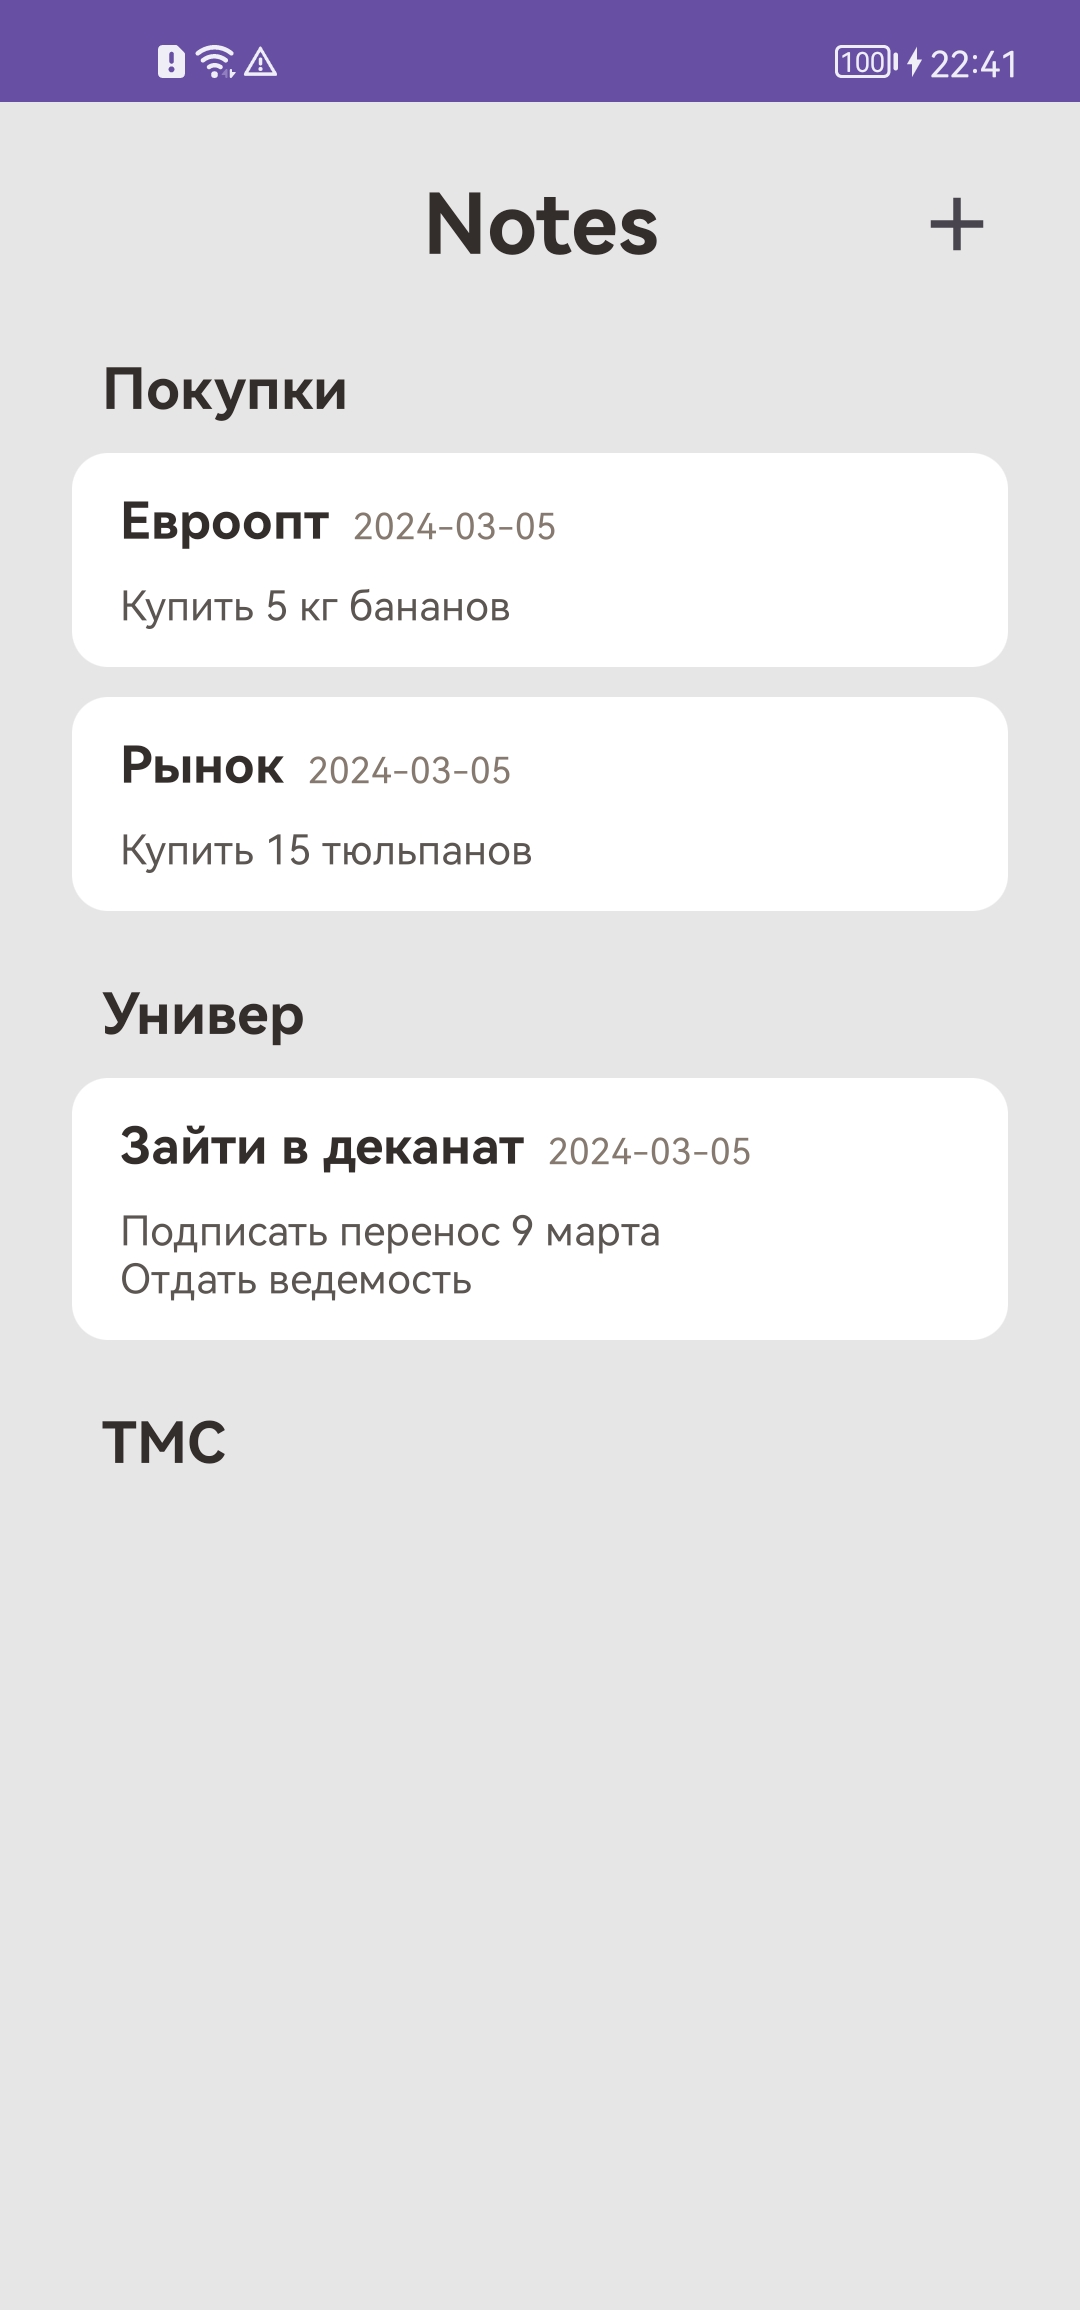 100 22:41
Notes
Покупки
Евроопт 2024-03-05
Купить 5 кг бананов
Рынок 2024-03-05
Купить 15 тюльпанов
Универ
Зайти в деканат 2024-03-05
Подписать перенос 9 марта
Отдать ведемость
ТМС